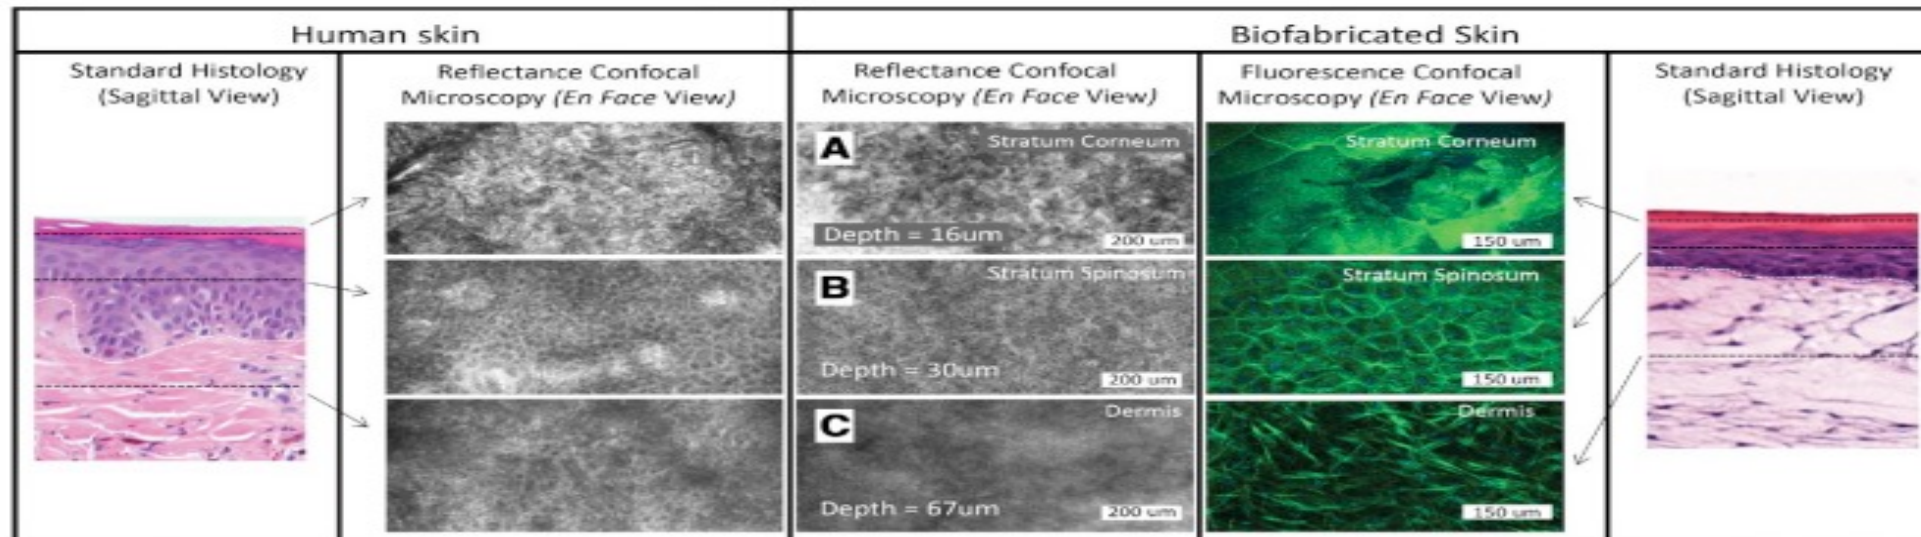 Human skin
Biofabricated Skin
Standard Histology
(Sagittal View)
Reflectance Confocal
Microscopy (En Face View)
Reflectance Confocal
Microscopy (En Face View)
Fluorescence Confocal
Microscopy (En Face View)
Standard Histology
(Sagittal View)
A
Stratum Corneum
Depth = 16um
200 um
Stratum Corneum
150 um
B
Stratum Spinosum
Depth = 30um
200 um
Stratum Spinosum
150 um
C
Dermis
Depth = 67um
200 um
Dermis
150 um